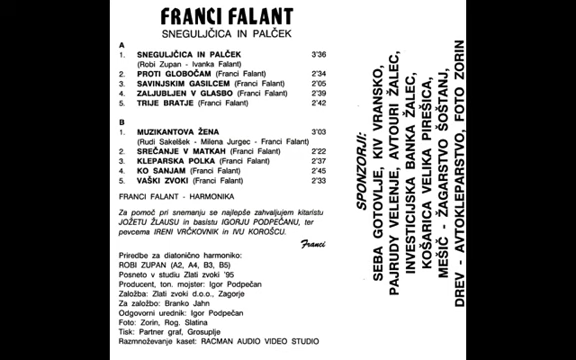 FRANCI FALANT
SNEGULJČICA IN PALČEK
A
1. SNEGULJČICA IN PALČEK 3'36
(Robi Zupan - Ivanka Falant)
2. PROTI GLOBOČAM (Franci Falant) 2'34
3. SAVINJSKIM GASILCEM (Franci Falant) 2'05
4. ZALJUBLJEN V GLASBO (Franci Falant) 2'39
5. TRIJE BRATJE (Franci Falant) 2'42
B
1. MUZIKANTOVA ŽENA 3'03
(Rudi Sakelšek - Milena Jurgec - Franci Falant)
2. SREČANJE V MATKAH (Franci Falant) 2'22
3. KLEPARSKA POLKA (Franci Falant) 2'37
4. KO SANJAM (Franci Falant) 2'45
5. VAŠKI ZVOKI (Franci Falant) 2'33
FRANCI FALANT - HARMONIKA
Za pomoč pri snemanju se najlepše zahvaljujem kitaristu
JOŽETU ŽLAUSU in basistu IGORJU PODPEČANU, ter
pevcema IRENI VRČKOVNIK in IVU KOROŠCU.
Franci
Priredbe za diatonično harmoniko:
ROBI ZUPAN (A2, A4, B3, B5)
Posneto v studiu Zlati zvoki '95
Producent, ton. mojster: Igor Podpečan
Založba: Zlati zvoki d.o.o., Zagorje
Za založbo: Branko Jahn
Odgovorni urednik: Igor Podpečan
Foto: Zorin, Rog. Slatina
Tisk: Partner graf, Grosuplje
Razmnoževanje kaset: RACMAN AUDIO VIDEO STUDIO
SPONZORJI:
SEBA GOTOVLJE, KIV VRANSKO,
PAJRUDY VELENJE, AVTOURI ŽALEC,
INVESTICIJSKA BANKA ŽALEC,
KOŠARICA VELIKA PIREŠICA,
MEŠIČ - ŽAGARSTVO ŠOŠTANJ,
DREV - AVTOKLEPARSTVO, FOTO ZORIN